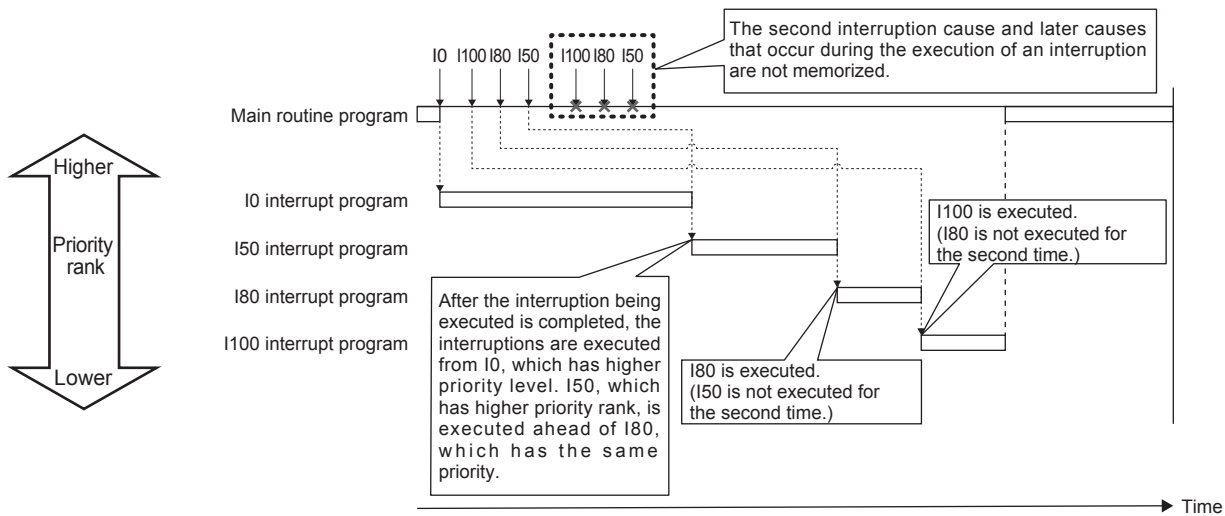 The second interruption cause and later causes
that occur during the execution of an interruption
are not memorized.
I0 I100 I80 I50 I100 I80 I50
Main routine program
Higher
Priority
rank
Lower
I0 interrupt program
I50 interrupt program
I80 interrupt program
I100 interrupt program
I100 is executed.
(I80 is not executed for
the second time.)
After the interruption being
executed is completed, the
interruptions are executed
from I0, which has higher
priority level. I50, which
has higher priority rank, is
executed ahead of I80,
which has the same
priority.
I80 is executed.
(I50 is not executed for
the second time.)
Time